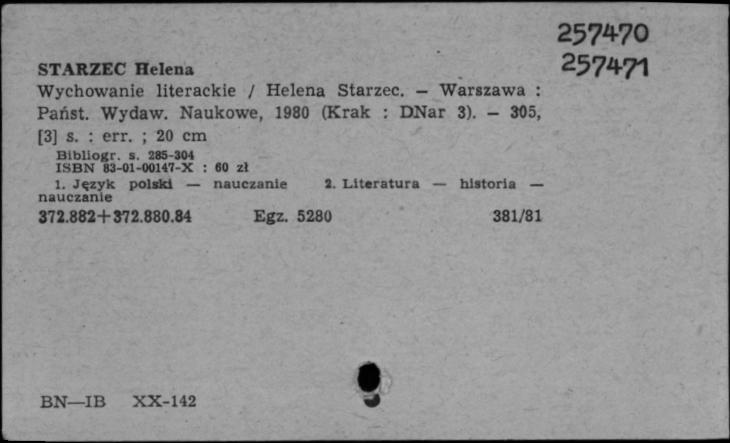 257470
257471
STARZEC Helena
Wychowanie literackie / Helena Starzec. — Warszawa :
Państ. Wydaw. Naukowe, 1980 (Krak : DNar 3). — 305,
[3] s. : err. ; 20 cm
Bibliogr. s. 285-304
ISBN 83-01-00147-X : 60 zł
1. Język polski — nauczanie 2. Literatura — historia —
nauczanie
372.882+372.880.84 Egz. 5280 381/81
BN—IB XX-142